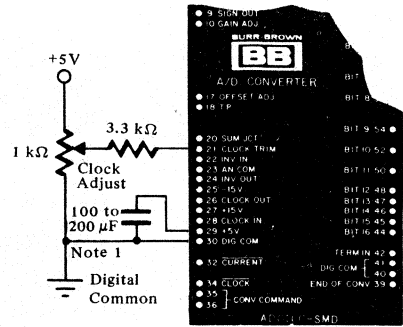 9 SIGN OUT
10 GAIN ADJ
BURR-BROWN
BB
A/D CONVERTER
+5V
17 OFFSET ADJ
18 T.P.
BIT 8
3.3 kΩ
1 kΩ
Clock
Adjust
20 SUM JCT
21 CLOCK TRIM
22 INV IN
23 AN COM
24 INV OUT
25 -15V
26 CLOCK OUT
27 +15V
28 CLOCK IN
29 +5V
30 DIG COM
BIT 9 54
BIT 10 52
BIT 11 50
BIT 12 48
BIT 13 47
BIT 14 46
BIT 15 45
BIT 16 44
100 to
200 μF
Note 1
Digital
Common
32 CURRENT
34 CLOCK
35
36
CONV COMMAND
TERM IN 42
DIG COM
41
40
END OF CONV 39